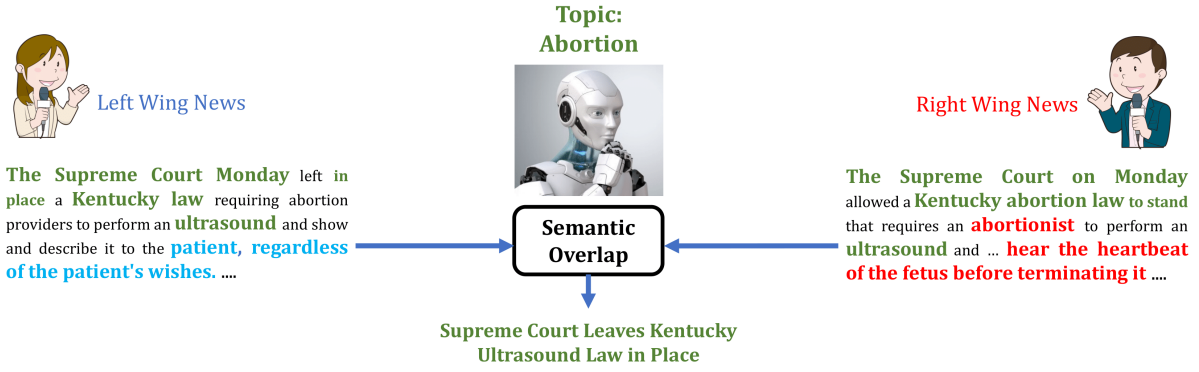 Topic:
Abortion
Left Wing News
The Supreme Court Monday left in
place a Kentucky law requiring abortion
providers to perform an ultrasound and show
and describe it to the patient, regardless
of the patient's wishes. ....
Right Wing News
The Supreme Court on Monday
allowed a Kentucky abortion law to stand
that requires an abortionist to perform an
ultrasound and ... hear the heartbeat
of the fetus before terminating it ....
Semantic
Overlap
Supreme Court Leaves Kentucky
Ultrasound Law in Place